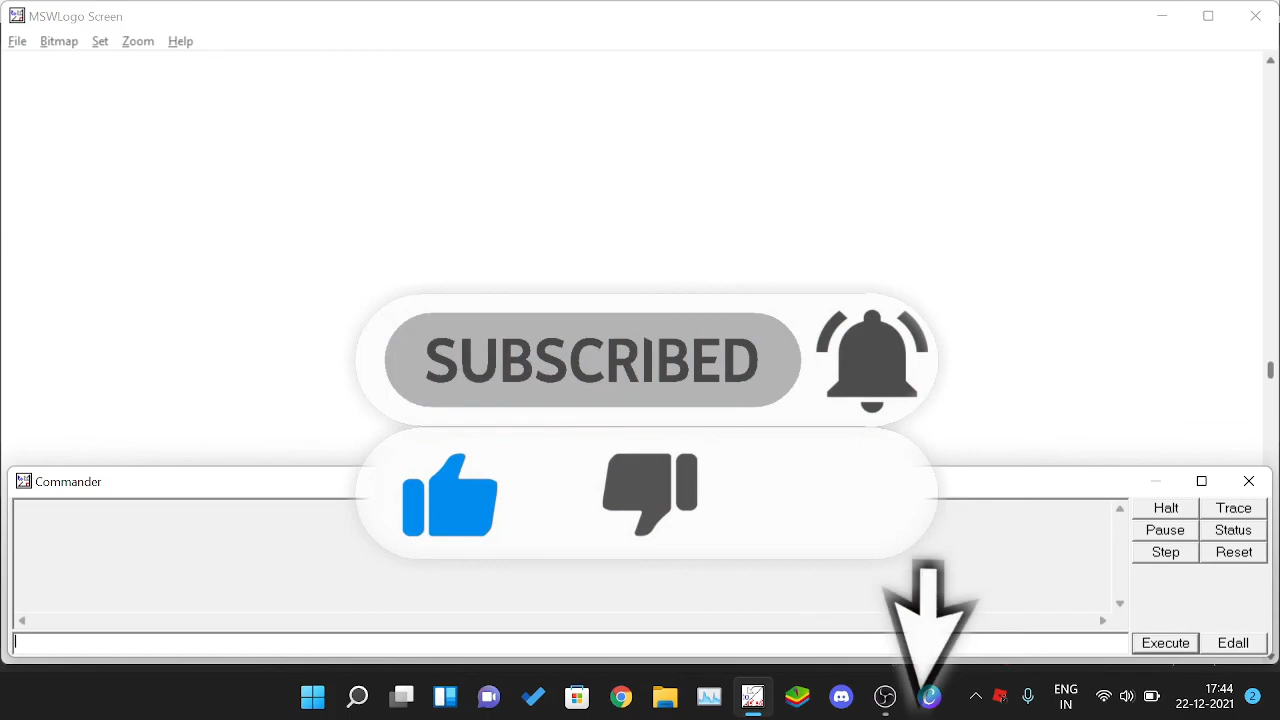 MSWLogo Screen
File Bitmap Set Zoom Help
SUBSCRIBED
Commander
Halt Trace
Pause Status
Step Reset
Execute Edall
ENG
IN
17:44
22-12-2021
2